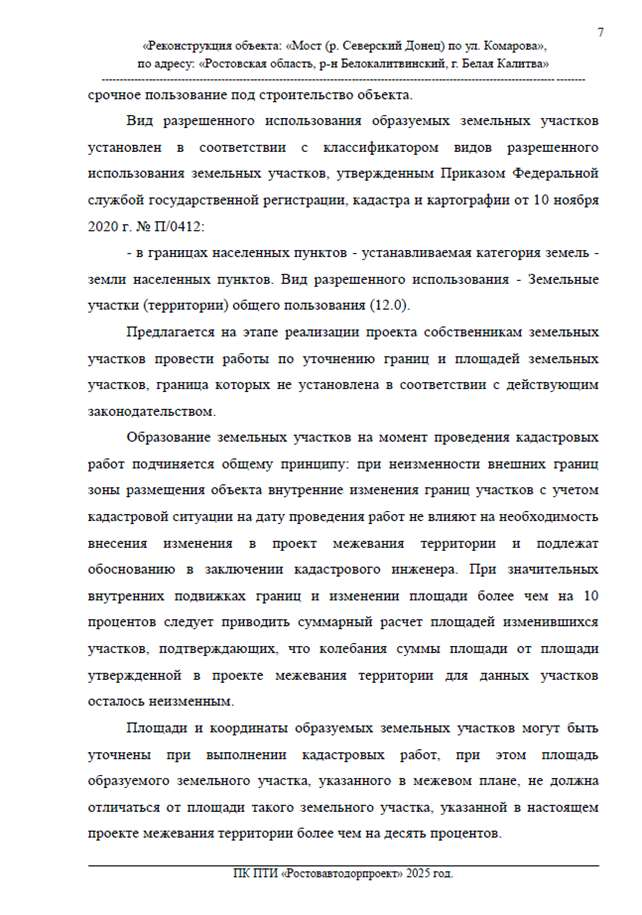 7
«Реконструкция объекта: «Мост (р. Северский Донец) по ул. Комарова»,
по адресу: «Ростовская область, р-н Белокалитвинский, г. Белая Калитва»
срочное пользование под строительство объекта.
Вид разрешенного использования образуемых земельных участков
установлен в соответствии с классификатором видов разрешенного
использования земельных участков, утвержденным Приказом Федеральной
службой государственной регистрации, кадастра и картографии от 10 ноября
2020 г. № П/0412:
- в границах населенных пунктов - устанавливаемая категория земель -
земли населенных пунктов. Вид разрешенного использования - Земельные
участки (территории) общего пользования (12.0).
Предлагается на этапе реализации проекта собственникам земельных
участков провести работы по уточнению границ и площадей земельных
участков, граница которых не установлена в соответствии с действующим
законодательством.
Образование земельных участков на момент проведения кадастровых
работ подчиняется общему принципу: при неизменности внешних границ
зоны размещения объекта внутренние изменения границ участков с учетом
кадастровой ситуации на дату проведения работ не влияют на необходимость
внесения изменения в проект межевания территории и подлежат
обоснованию в заключении кадастрового инженера. При значительных
внутренних подвижках границ и изменении площади более чем на 10
процентов следует приводить суммарный расчет площадей изменившихся
участков, подтверждающих, что колебания суммы площади от площади
утвержденной в проекте межевания территории для данных участков
осталось неизменным.
Площади и координаты образуемых земельных участков могут быть
уточнены при выполнении кадастровых работ, при этом площадь
образуемого земельного участка, указанного в межевом плане, не должна
отличаться от площади такого земельного участка, указанной в настоящем
проекте межевания территории более чем на десять процентов.
ПК ПТИ «Ростовавтодорпроект» 2025 год.